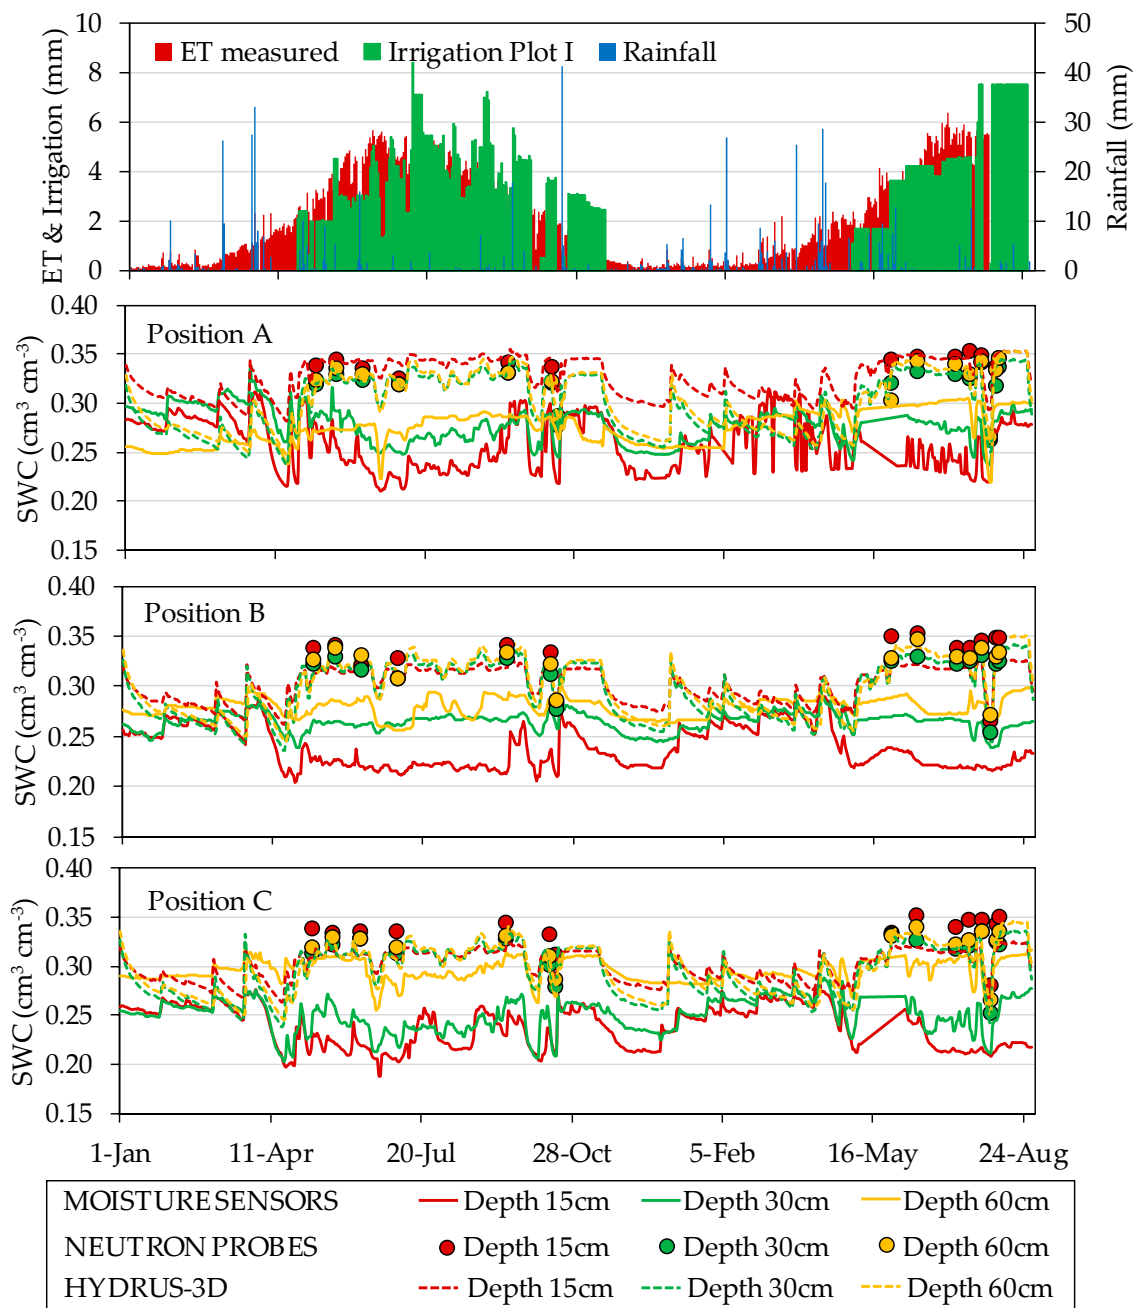 10
8
6
4
2
0
ET & Irrigation (mm)
ET measured
Irrigation Plot I
Rainfall
50
40
30
20
10
0
Rainfall (mm)
0.40
0.35
0.30
0.25
0.20
0.15
SWC (cm³ cm⁻³)
Position A
0.40
0.35
0.30
0.25
0.20
0.15
SWC (cm³ cm⁻³)
Position B
0.40
0.35
0.30
0.25
0.20
0.15
SWC (cm³ cm⁻³)
Position C
1-Jan 11-Apr 20-Jul 28-Oct 5-Feb 16-May 24-Aug
MOISTURE SENSORS Depth 15cm Depth 30cm Depth 60cm
NEUTRON PROBES Depth 15cm Depth 30cm Depth 60cm
HYDRUS-3D Depth 15cm Depth 30cm Depth 60cm